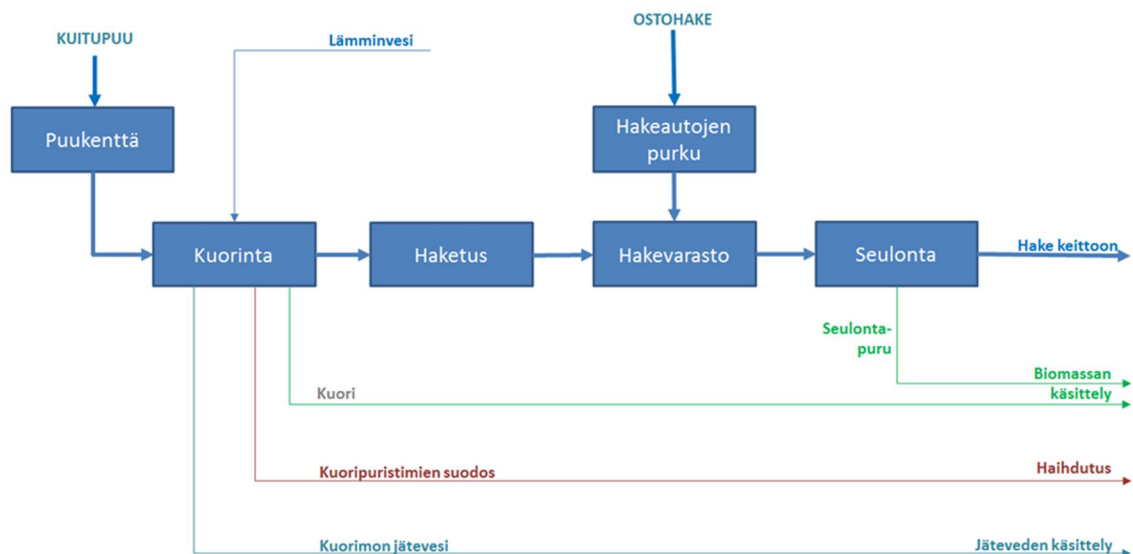 OSTOHAKE
KUITUPUU
Lämminvesi
Puukenttä
Hakeautojen
purku
Kuorinta
Haketus
Hakevarasto
Seulonta
Hake keittoon
Seulonta-
puru
Biomassan
käsittely
Kuori
Kuoripuristimien suodos
Haihdutus
Kuorimon jätevesi
Jäteveden käsittely